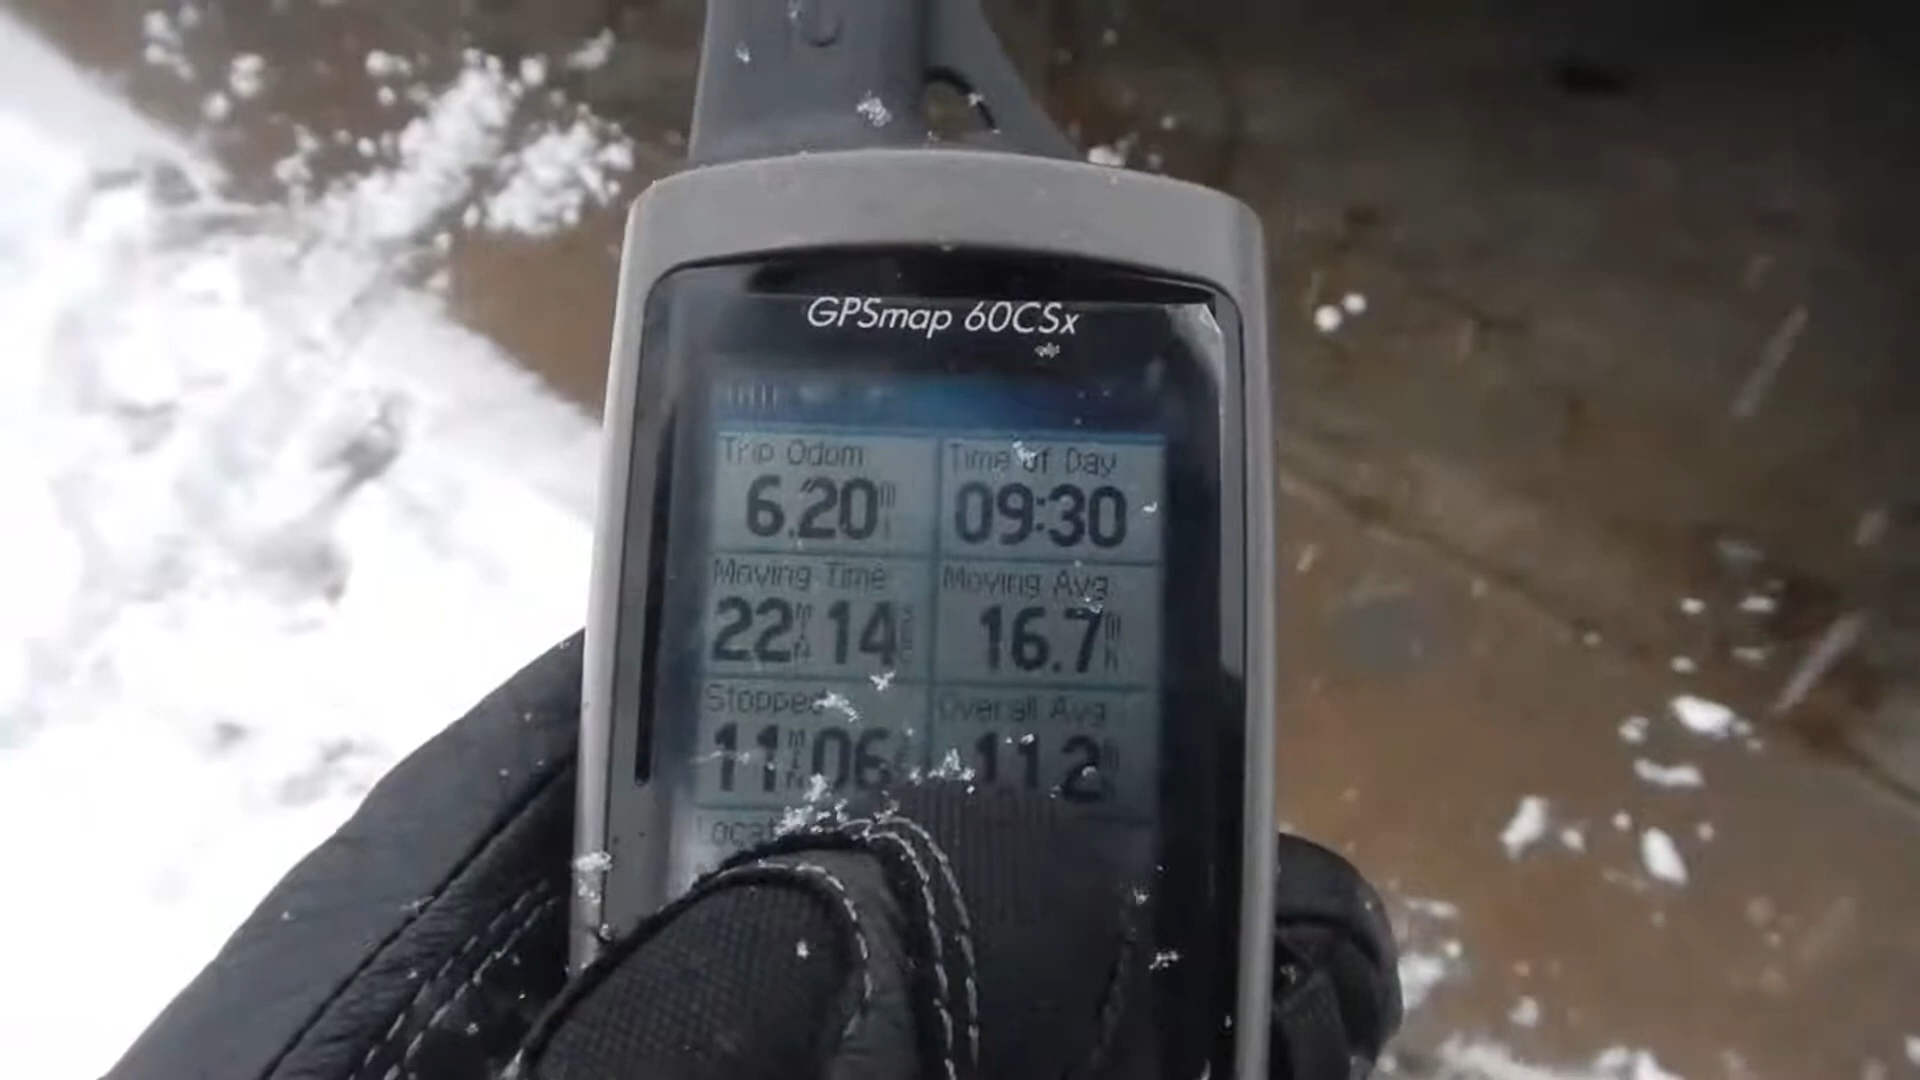 GPSmap 60CSx
Trip Odom Time of Day
6.20 09:30
Moving Time Moving Avg
22 14 16.7
Stopped Overall Avg
11 06 11.2